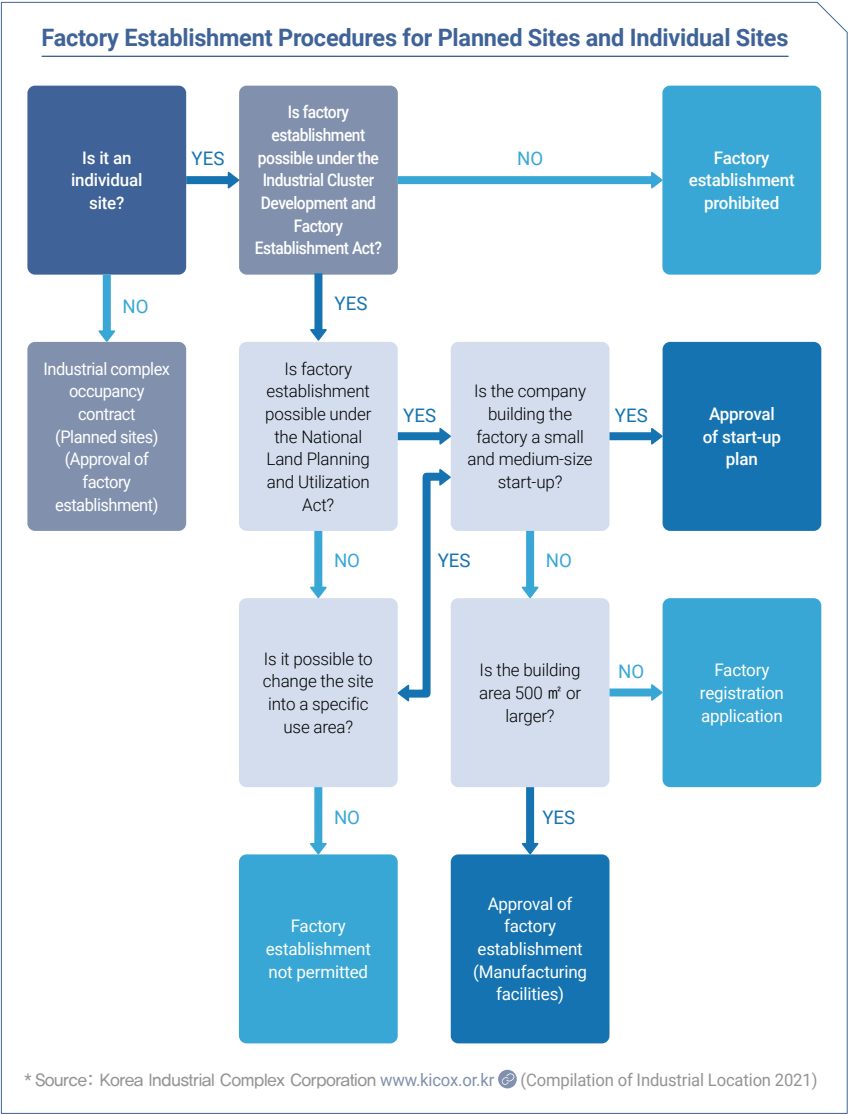 Factory Establishment Procedures for Planned Sites and Individual Sites
Is it an
individual
site?
YES
Is factory
establishment
possible under the
Industrial Cluster
Development and
Factory
Establishment Act?
NO
Factory
establishment
prohibited
NO
YES
Industrial complex
occupancy
contract
(Planned sites)
(Approval of
factory
establishment)
Is factory
establishment
possible under
the National
Land Planning
and Utilization
Act?
YES
Is the company
building the
factory a small
and medium-size
start-up?
YES
Approval
of start-up
plan
NO
YES
NO
Is it possible to
change the site
into a specific
use area?
Is the building
area 500 ㎡ or
larger?
NO
Factory
registration
application
NO
YES
Factory
establishment
not permitted
Approval of
factory
establishment
(Manufacturing
facilities)
* Source: Korea Industrial Complex Corporation www.kicox.or.kr (Compilation of Industrial Location 2021)